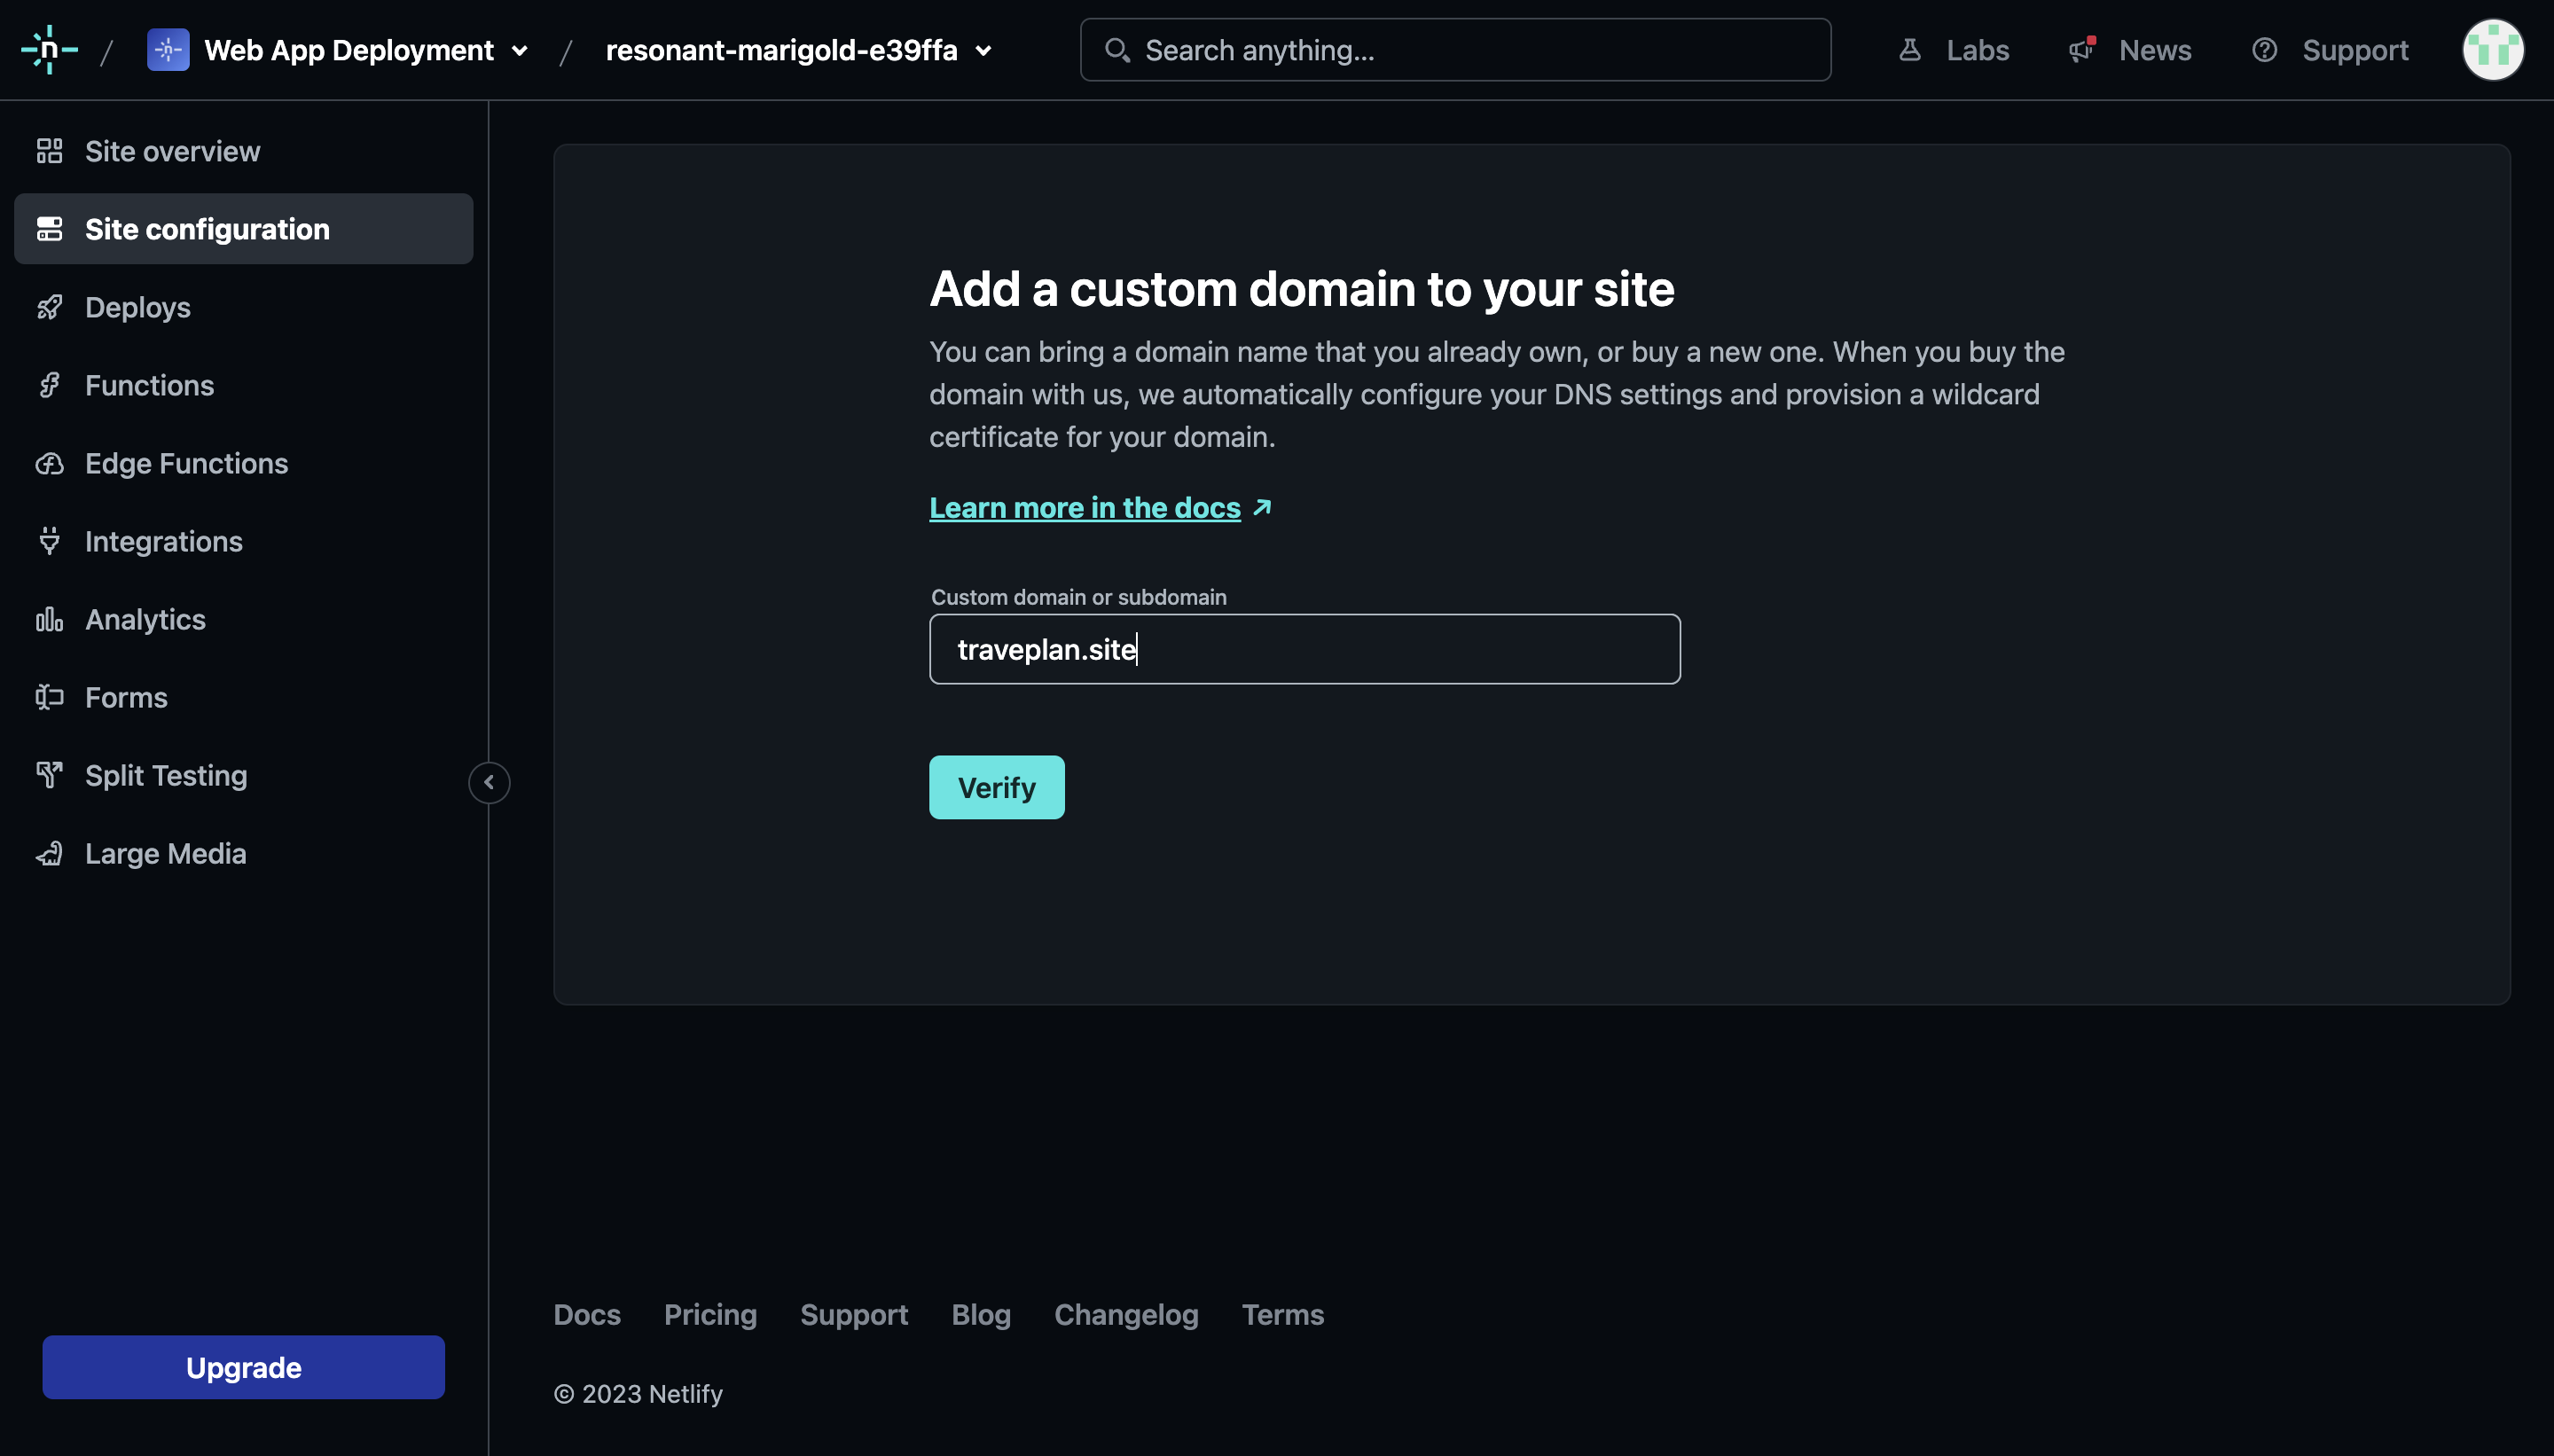 n / Web App Deployment / resonant-marigold-e39ffa
Search anything...
Labs
News
Support
Site overview
Site configuration
Deploys
Functions
Edge Functions
Integrations
Analytics
Forms
Split Testing
Large Media
Upgrade
Add a custom domain to your site
You can bring a domain name that you already own, or buy a new one. When you buy the
domain with us, we automatically configure your DNS settings and provision a wildcard
certificate for your domain.
Learn more in the docs
Custom domain or subdomain
traveplan.site
Verify
Docs Pricing Support Blog Changelog Terms
© 2023 Netlify